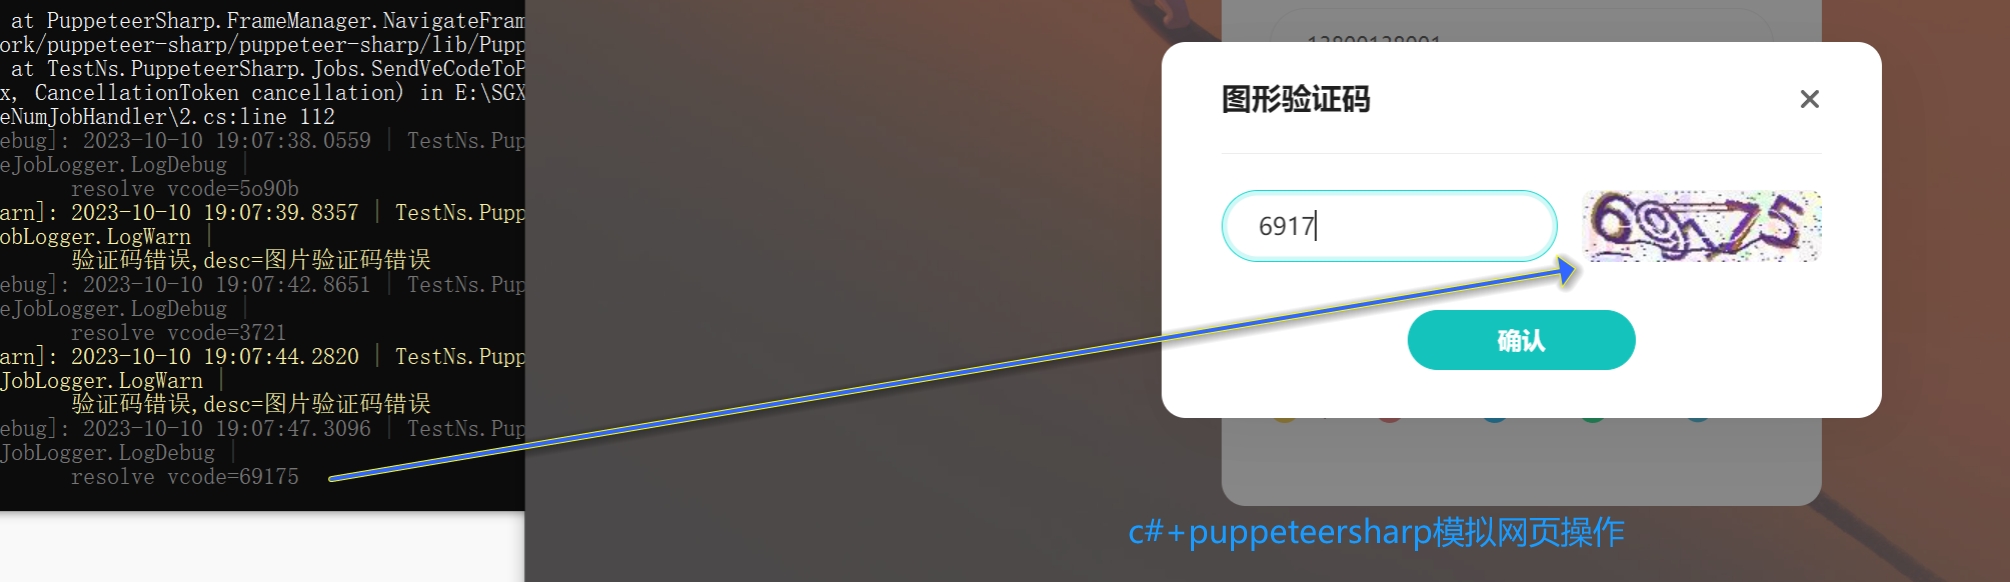 at PuppeteerSharp.FrameManager.NavigateFram
ork/puppeteer-sharp/puppeteer-sharp/lib/Pupp
at TestNs.PuppeteerSharp.Jobs.SendVeCodeToP
x, CancellationToken cancellation) in E:\SGX
eNumJobHandler\2.cs:line 112
ebug]: 2023-10-10 19:07:38.0559 | TestNs.Pup
eJobLogger.LogDebug |
resolve vcode=5o90b
arn]: 2023-10-10 19:07:39.8357 | TestNs.Pupp
obLogger.LogWarn |
验证码错误,desc=图片验证码错误
ebug]: 2023-10-10 19:07:42.8651 | TestNs.Pup
eJobLogger.LogDebug |
resolve vcode=3721
arn]: 2023-10-10 19:07:44.2820 | TestNs.Pupp
JobLogger.LogWarn |
验证码错误,desc=图片验证码错误
ebug]: 2023-10-10 19:07:47.3096 | TestNs.Pup
JobLogger.LogDebug |
resolve vcode=69175
图形验证码
6917
确认
c#+puppeteersharp模拟网页操作